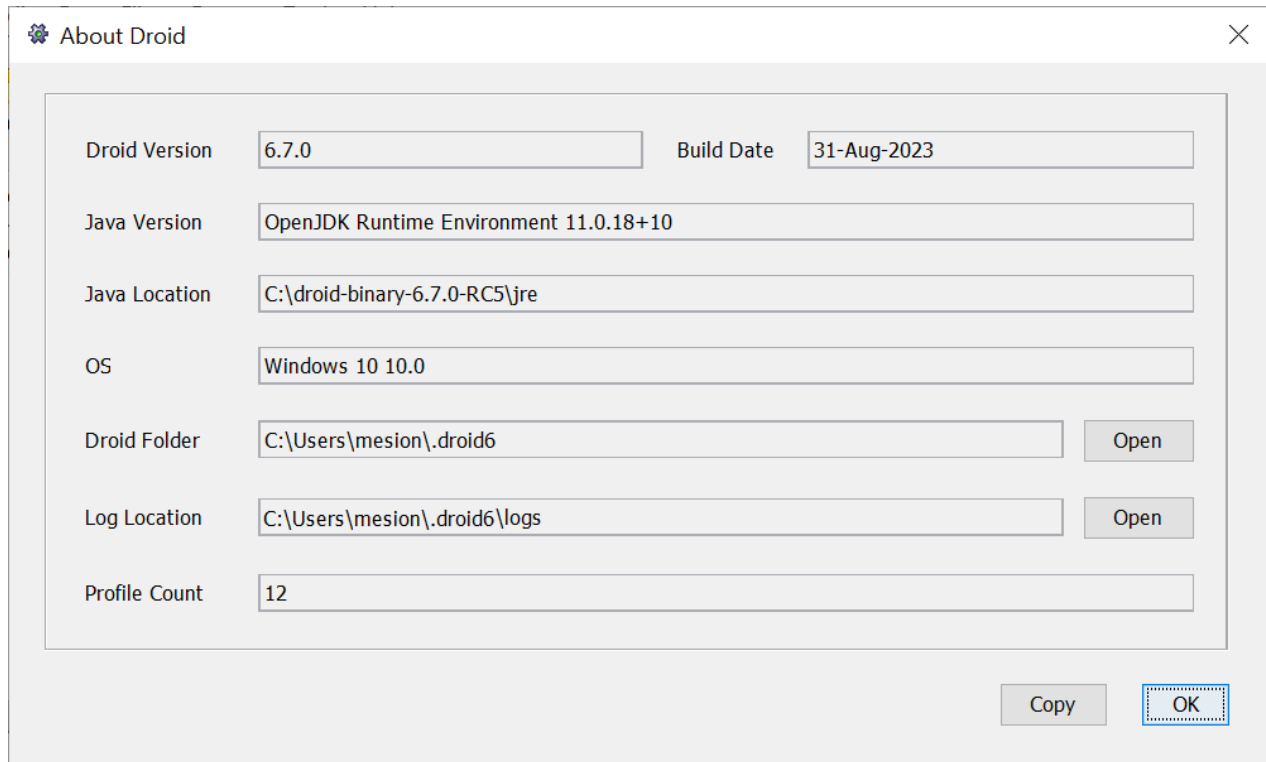 About Droid
Droid Version 6.7.0 Build Date 31-Aug-2023
Java Version OpenJDK Runtime Environment 11.0.18+10
Java Location C:\droid-binary-6.7.0-RC5\jre
OS Windows 10 10.0
Droid Folder C:\Users\mesion\.droid6 Open
Log Location C:\Users\mesion\.droid6\logs Open
Profile Count 12
Copy OK